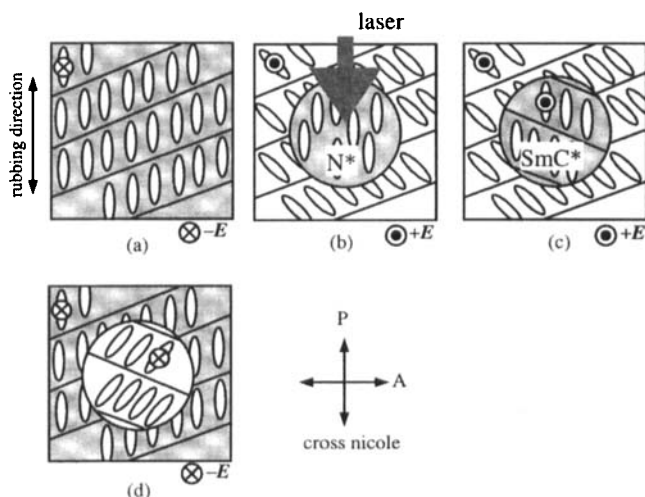 laser
rubbing direction
N*
SmC*
⊗ –E
⊙ +E
⊙ +E
(a)
(b)
(c)
P
A
cross nicole
⊗ –E
(d)